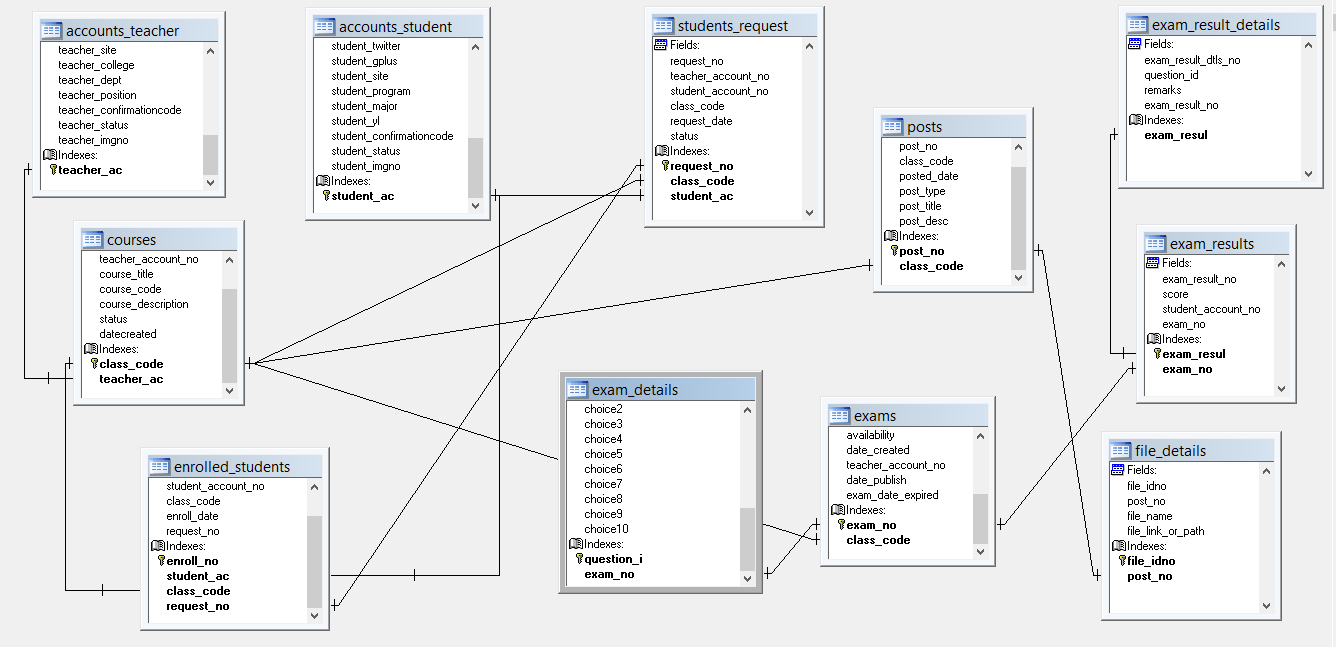 accounts_teacher
teacher_site
teacher_college
teacher_dept
teacher_position
teacher_confirmationcode
teacher_status
teacher_imgno
Indexes:
teacher_ac
accounts_student
student_twitter
student_gplus
student_site
student_program
student_major
student_yl
student_confirmationcode
student_status
student_imgno
Indexes:
student_ac
students_request
Fields:
request_no
teacher_account_no
student_account_no
class_code
request_date
status
Indexes:
request_no
class_code
student_ac
posts
post_no
class_code
posted_date
post_type
post_title
post_desc
Indexes:
post_no
class_code
exam_result_details
Fields:
exam_result_dtls_no
question_id
remarks
exam_result_no
Indexes:
exam_resul
courses
teacher_account_no
course_title
course_code
course_description
status
datecreated
Indexes:
class_code
teacher_ac
exam_results
Fields:
exam_result_no
score
student_account_no
exam_no
Indexes:
exam_resul
exam_no
enrolled_students
student_account_no
class_code
enroll_date
request_no
Indexes:
enroll_no
student_ac
class_code
request_no
exam_details
choice2
choice3
choice4
choice5
choice6
choice7
choice8
choice9
choice10
Indexes:
question_i
exam_no
exams
availability
date_created
teacher_account_no
date_publish
exam_date_expired
Indexes:
exam_no
class_code
file_details
Fields:
file_idno
post_no
file_name
file_link_or_path
Indexes:
file_idno
post_no